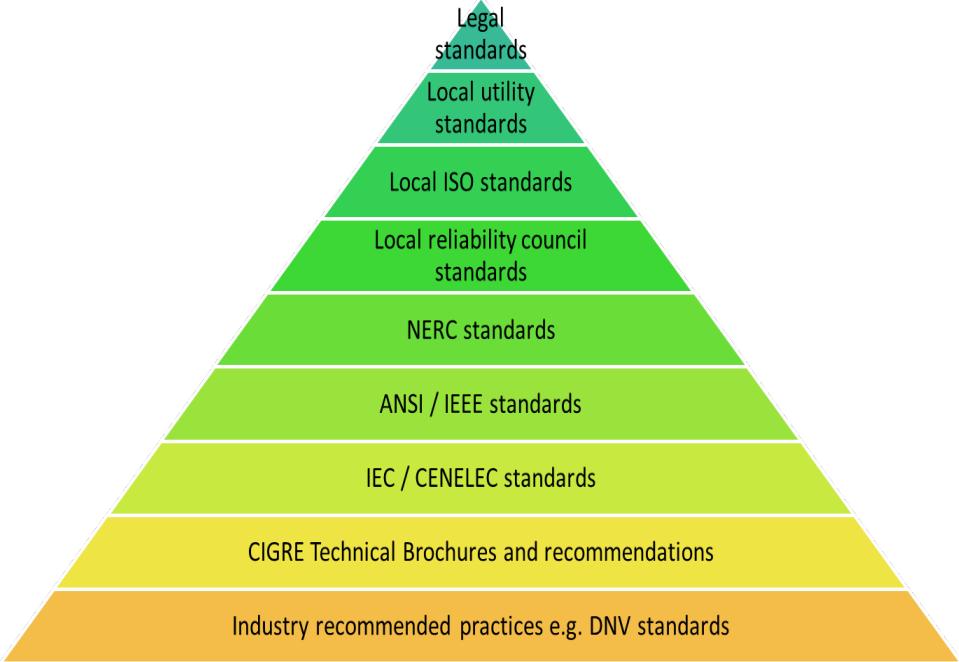 Legal
standards
Local utility
standards
Local ISO standards
Local reliability council
standards
NERC standards
ANSI / IEEE standards
IEC / CENELEC standards
CIGRE Technical Brochures and recommendations
Industry recommended practices e.g. DNV standards